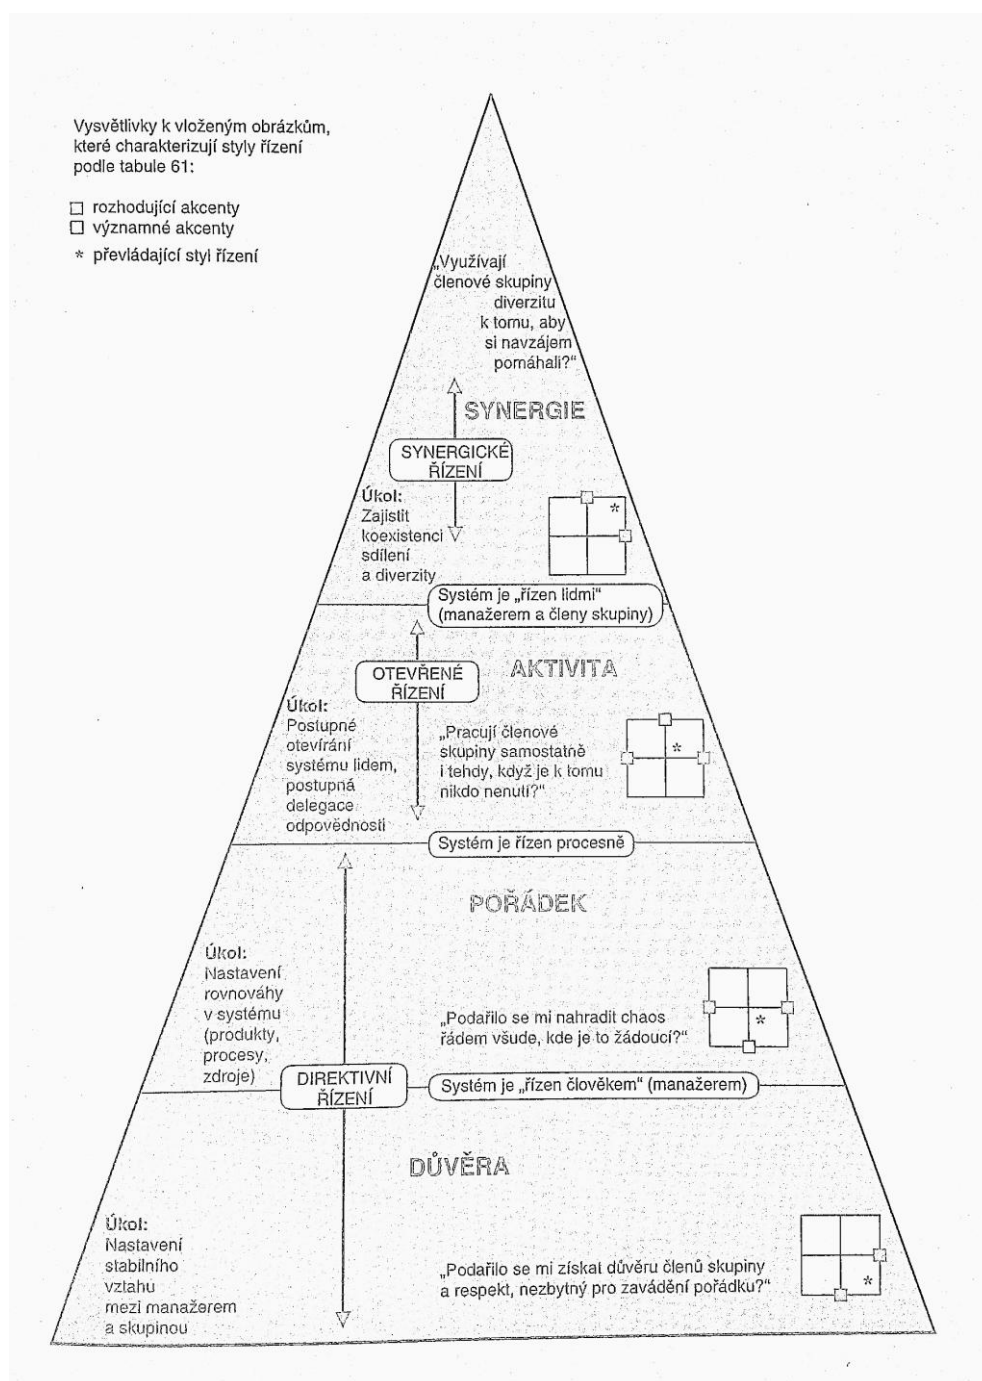 Vysvětlivky k vloženým obrázkům,
které charakterizují styly řízení
podle tabule 61:
rozhodující akcenty
významné akcenty
* převládající styl řízení
„Využívají
členové skupiny
diverzitu
k tomu, aby
si navzájem
pomáhali?“
SYNERGIE
SYNERGICKÉ
ŘÍZENÍ
Úkol:
Zajistit
koexistenci
sdílení
a diverzity
*
Systém je „řízen lidmi“
(manažerem a členy skupiny)
AKTIVITA
OTEVŘENÉ
ŘÍZENÍ
Úkol:
Postupné
otevírání
systému lidem,
postupná
delegace
odpovědnosti
„Pracují členové
skupiny samostatně
i tehdy, když je k tomu
nikdo nenutí?“
*
Systém je řízen procesně
POŘÁDEK
Úkol:
Nastavení
rovnováhy
v systému
(produkty,
procesy,
zdroje)
„Podařilo se mi nahradit chaos
řádem všude, kde je to žádoucí?“
*
DIREKTIVNÍ
ŘÍZENÍ
Systém je „řízen člověkem“ (manažerem)
DŮVĚRA
Úkol:
Nastavení
stabilního
vztahu
mezi manažerem
a skupinou
„Podařilo se mi získat důvěru členů skupiny
a respekt, nezbytný pro zavádění pořádku?“
*